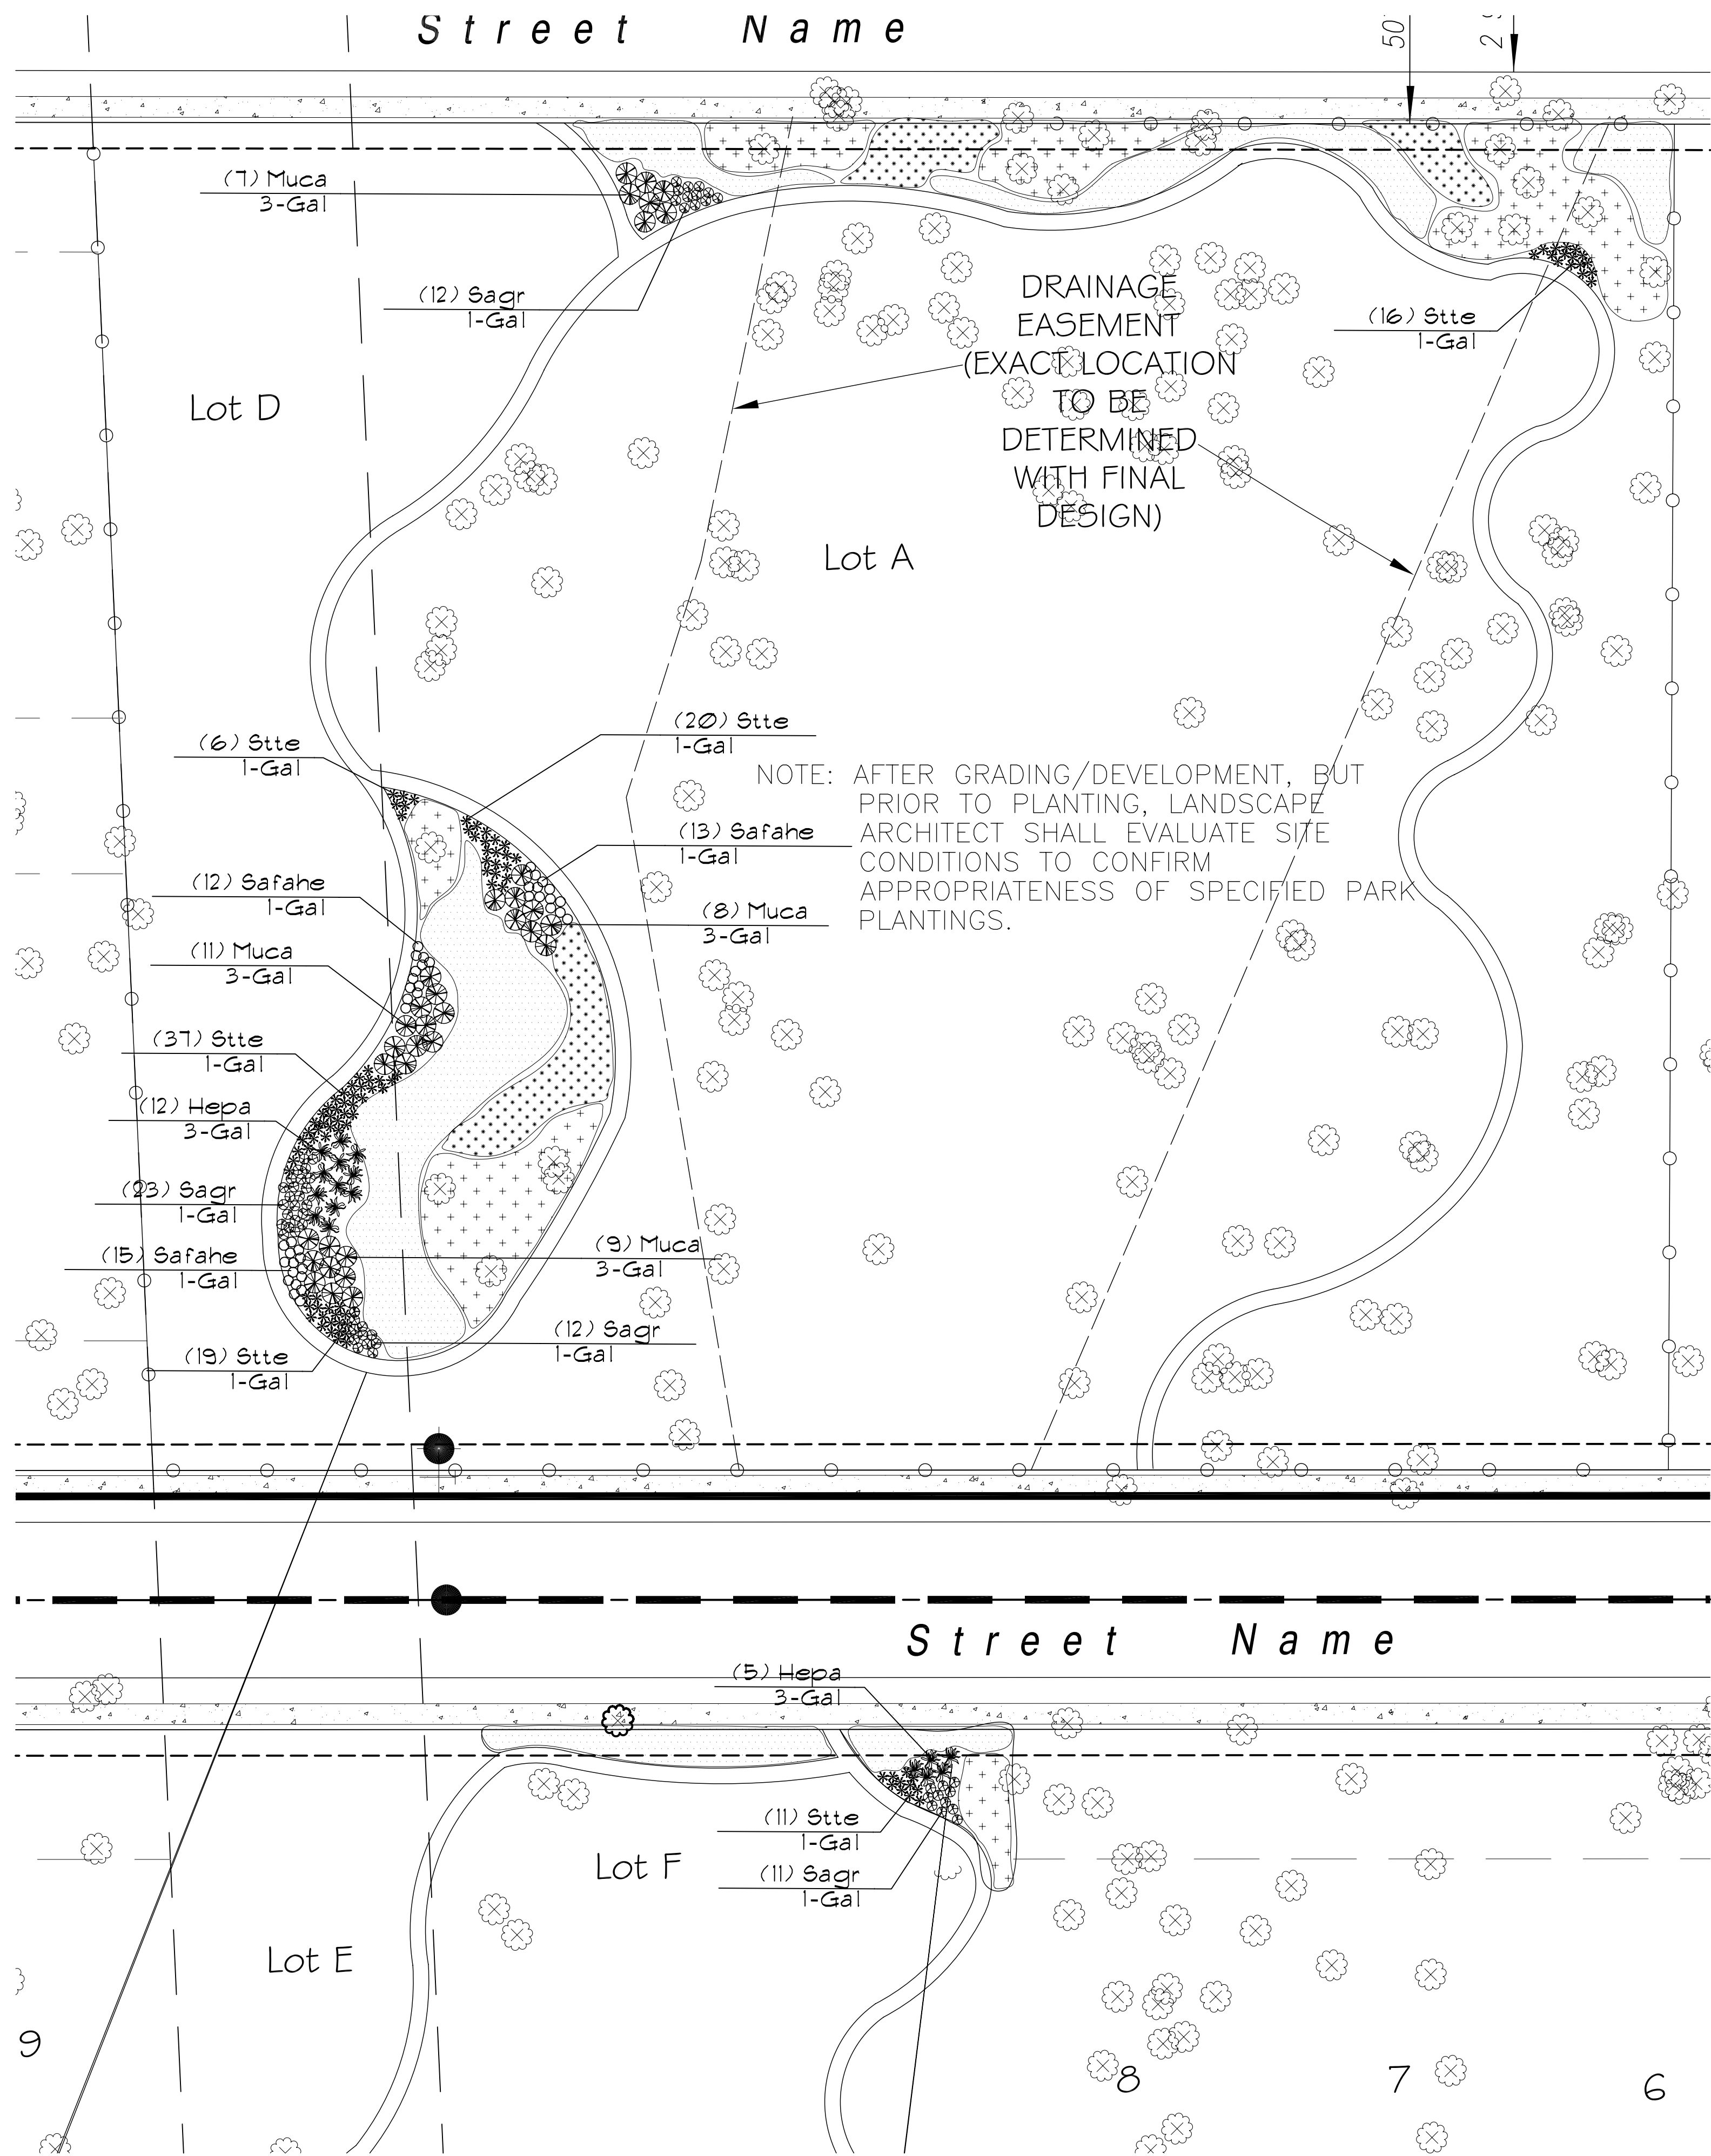 Street Name
50
2
(7) Muca
3-Gal
(12) Sagr
1-Gal
DRAINAGE
EASEMENT
(EXACT LOCATION
TO BE
DETERMINED
WITH FINAL
DESIGN)
(16) Stte
1-Gal
Lot D
Lot A
(20) Stte
1-Gal
(6) Stte
1-Gal
NOTE: AFTER GRADING/DEVELOPMENT, BUT
PRIOR TO PLANTING, LANDSCAPE
ARCHITECT SHALL EVALUATE SITE
CONDITIONS TO CONFIRM
APPROPRIATENESS OF SPECIFIED PARK
PLANTINGS.
(13) Safahe
1-Gal
(12) Safahe
1-Gal
(8) Muca
3-Gal
(11) Muca
3-Gal
(37) Stte
1-Gal
(12) Hepa
3-Gal
(23) Sagr
1-Gal
(15) Safahe
1-Gal
(9) Muca
3-Gal
(12) Sagr
1-Gal
(19) Stte
1-Gal
Street Name
(5) Hepa
3-Gal
(11) Stte
1-Gal
(11) Sagr
1-Gal
Lot F
Lot E
9
8
7
6